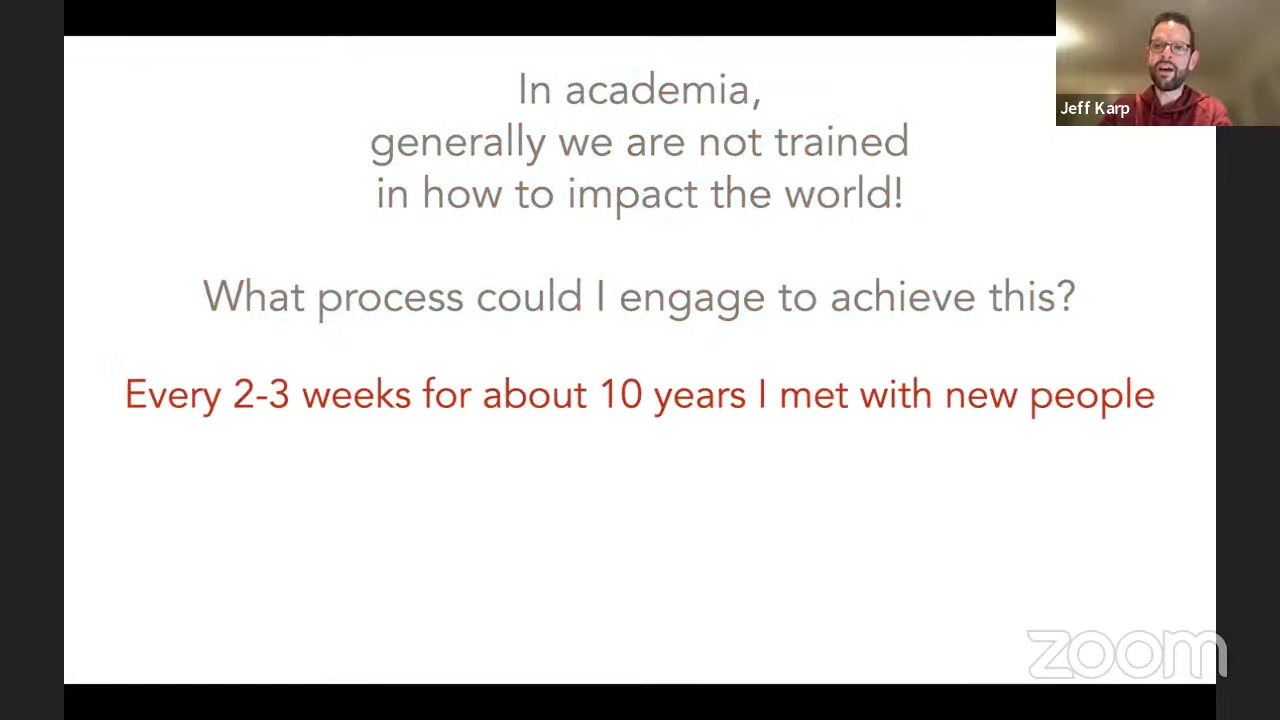 In academia,
generally we are not trained
in how to impact the world!
What process could I engage to achieve this?
Every 2-3 weeks for about 10 years I met with new people
Jeff Karp
zoom